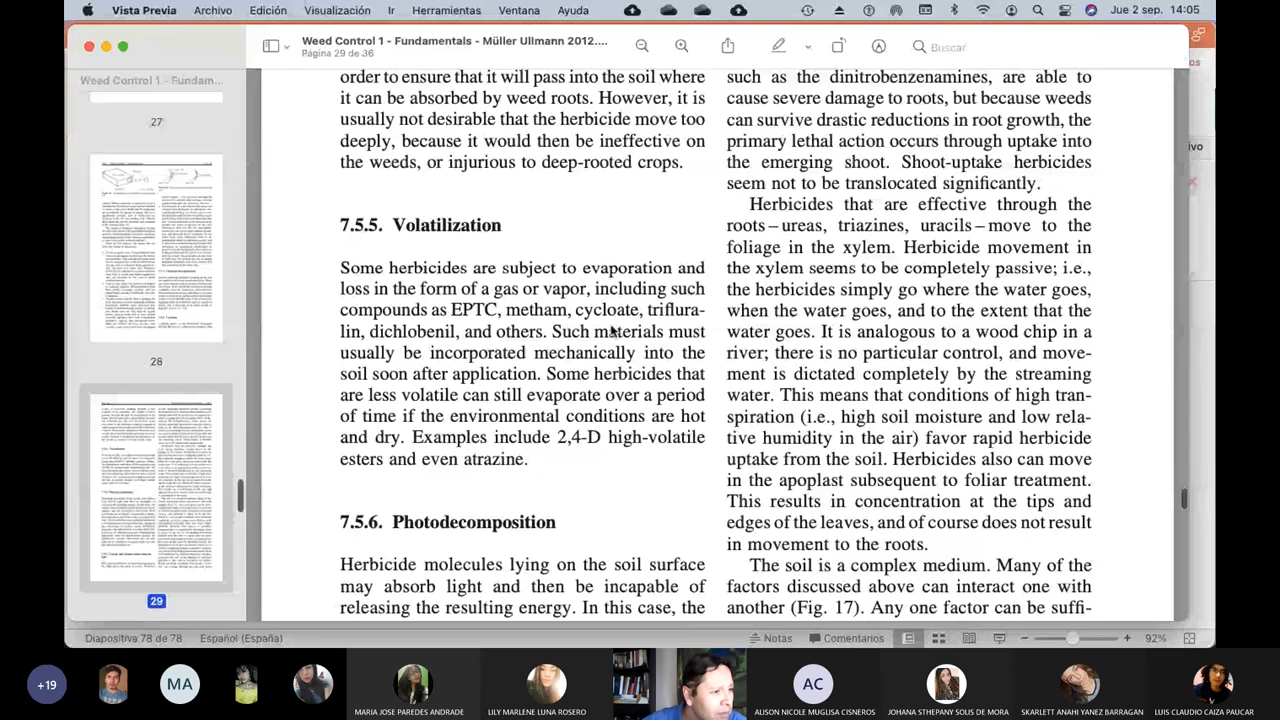 Vista Previa Archivo Edición Visualización Ir Herramientas Ventana Ayuda
Jue 2 sep. 14:05
Weed Control 1 - Fundamentals - Müller Ullmann 2012....
Página 29 de 36
Buscar
Weed Control 1 - Fundam...
27
28
29
order to ensure that it will pass into the soil where
it can be absorbed by weed roots. However, it is
usually not desirable that the herbicide move too
deeply, because it would then be ineffective on
the weeds, or injurious to deep-rooted crops.
7.5.5. Volatilization
Some herbicides are subject to evaporation and
loss in the form of a gas or vapor, including such
compounds as EPTC, metham, cycloate, triflura-
lin, dichlobenil, and others. Such materials must
usually be incorporated mechanically into the
soil soon after application. Some herbicides that
are less volatile can still evaporate over a period
of time if the environmental conditions are hot
and dry. Examples include 2,4-D high-volatile
esters and even atrazine.
7.5.6. Photodecomposition
Herbicide molecules lying on the soil surface
may absorb light and then be incapable of
releasing the resulting energy. In this case, the
such as the dinitrobenzenamines, are able to
cause severe damage to roots, but because weeds
can survive drastic reductions in root growth, the
primary lethal action occurs through uptake into
the emerging shoot. Shoot-uptake herbicides
seem not to be translocated significantly.
Herbicides that are effective through the
roots – ureas, triazines, uracils – move to the
foliage in the xylem. Herbicide movement in
the xylem seems to be completely passive; i.e.,
the herbicides simply go where the water goes,
when the water goes, and to the extent that the
water goes. It is analogous to a wood chip in a
river; there is no particular control, and move-
ment is dictated completely by the streaming
water. This means that conditions of high tran-
spiration (i.e., high soil moisture and low rela-
tive humidity in the air) favor rapid herbicide
uptake from the soil. Herbicides also can move
in the apoplast subsequent to foliar treatment.
This results in concentration at the tips and
edges of the leaves, and of course does not result
in movement to the roots.
The soil is a complex medium. Many of the
factors discussed above can interact one with
another (Fig. 17). Any one factor can be suffi-
os
ivo
Diapositiva 78 de 78 Español (España)
Notas Comentarios 92%
+19
MA
MARIA JOSE PAREDES ANDRADE
LILY MARLENE LUNA ROSERO
AC
ALISON NICOLE MUGLISA CISNEROS
JOHANA STHEPANY SOLIS DE MORA
SKARLETT ANAHI YANEZ BARRAGAN
LUIS CLAUDIO CAIZA PAUCAR